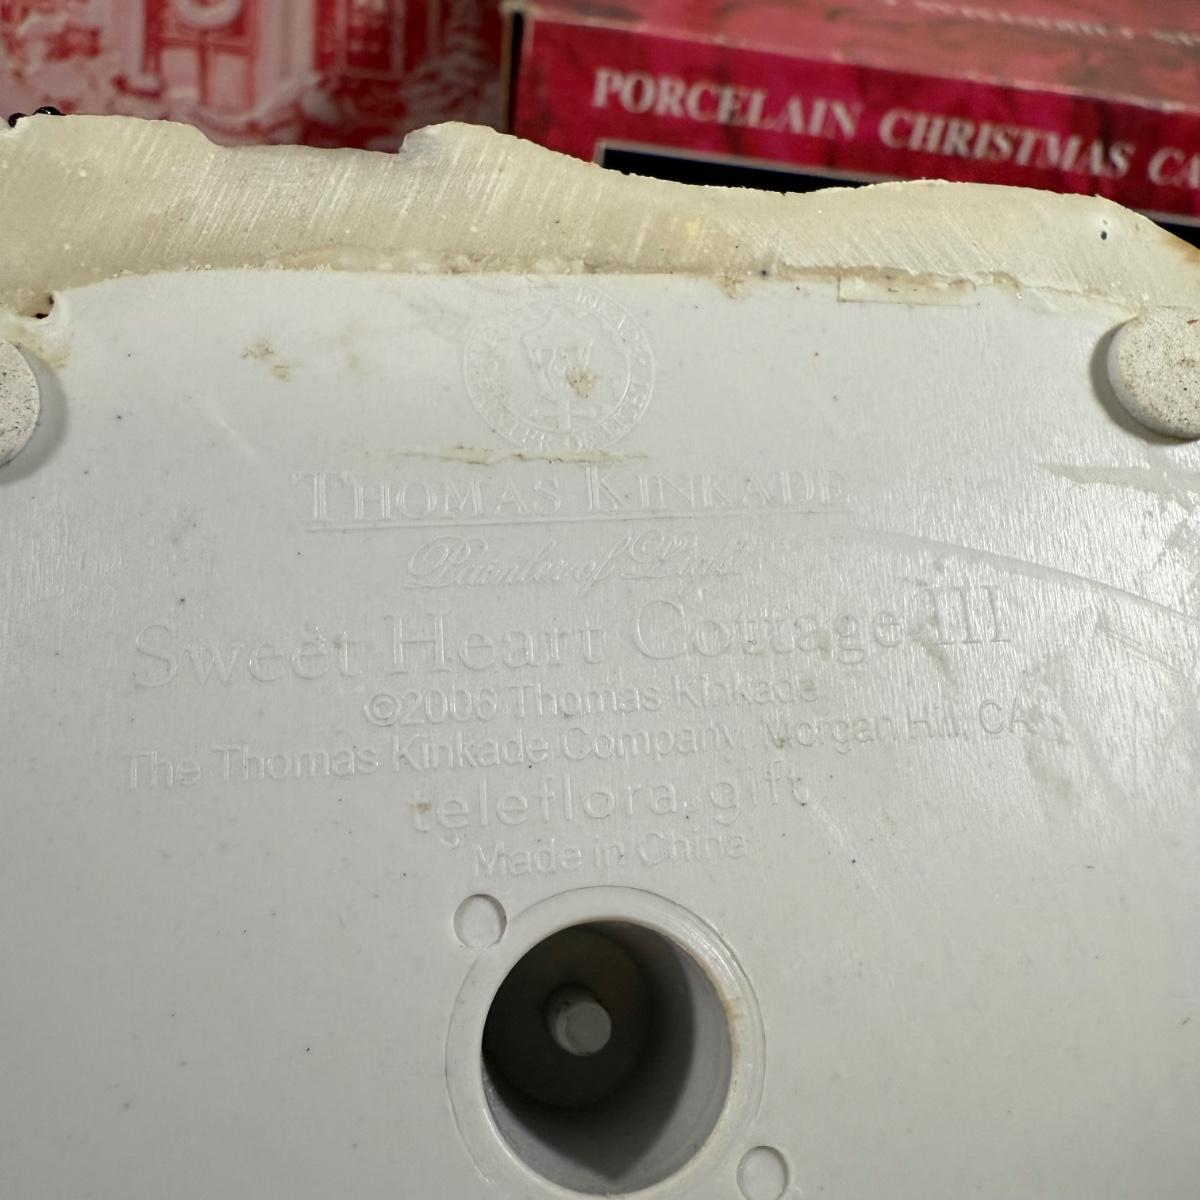 PORCELAIN CHRISTMAS CA
THOMAS KINKADE
Painter of Light
Sweet Heart Cottage III
©2006 Thomas Kinkade
The Thomas Kinkade Company, Morgan Hill, CA
teleflora. gift
Made in China